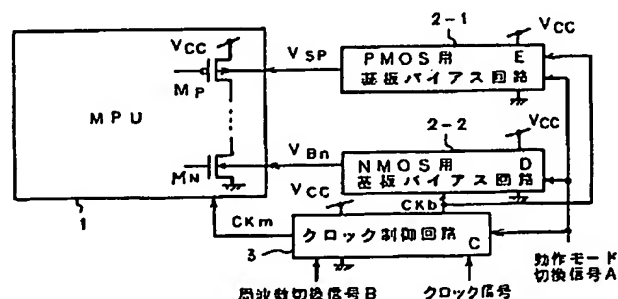 2-1
VCC
VSP
PMOS用 E
基板バイアス回路
VCC
MP
MPU
2-2
VCC
VBn
NMOS用 D
基板バイアス回路
MN
VCC
CKb
1
CKm
クロック制御回路
C
3
動作モード
切換信号A
周波数切換信号B
クロック信号